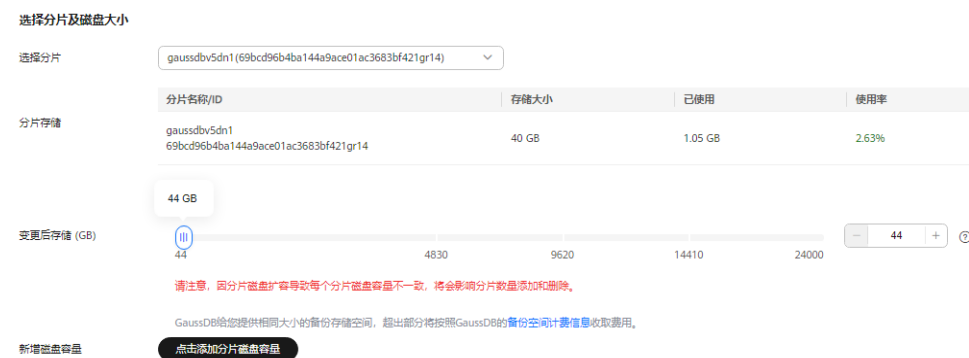 选择分片及磁盘大小
选择分片 gaussdbv5dn1(69bcd96b4ba144a9ace01ac3683bf421gr14)
分片名称/ID 存储大小 已使用 使用率
分片存储
gaussdbv5dn1
69bcd96b4ba144a9ace01ac3683bf421gr14 40 GB 1.05 GB 2.63%
44 GB
变更后存储 (GB) − 44 + ?
44 4830 9620 14410 24000
请注意，因分片磁盘扩容导致每个分片磁盘容量不一致，将会影响分片数量添加和删除。
GaussDB给您提供相同大小的备份存储空间，超出部分将按照GaussDB的备份空间计费信息收取费用。
新增磁盘容量 点击添加分片磁盘容量